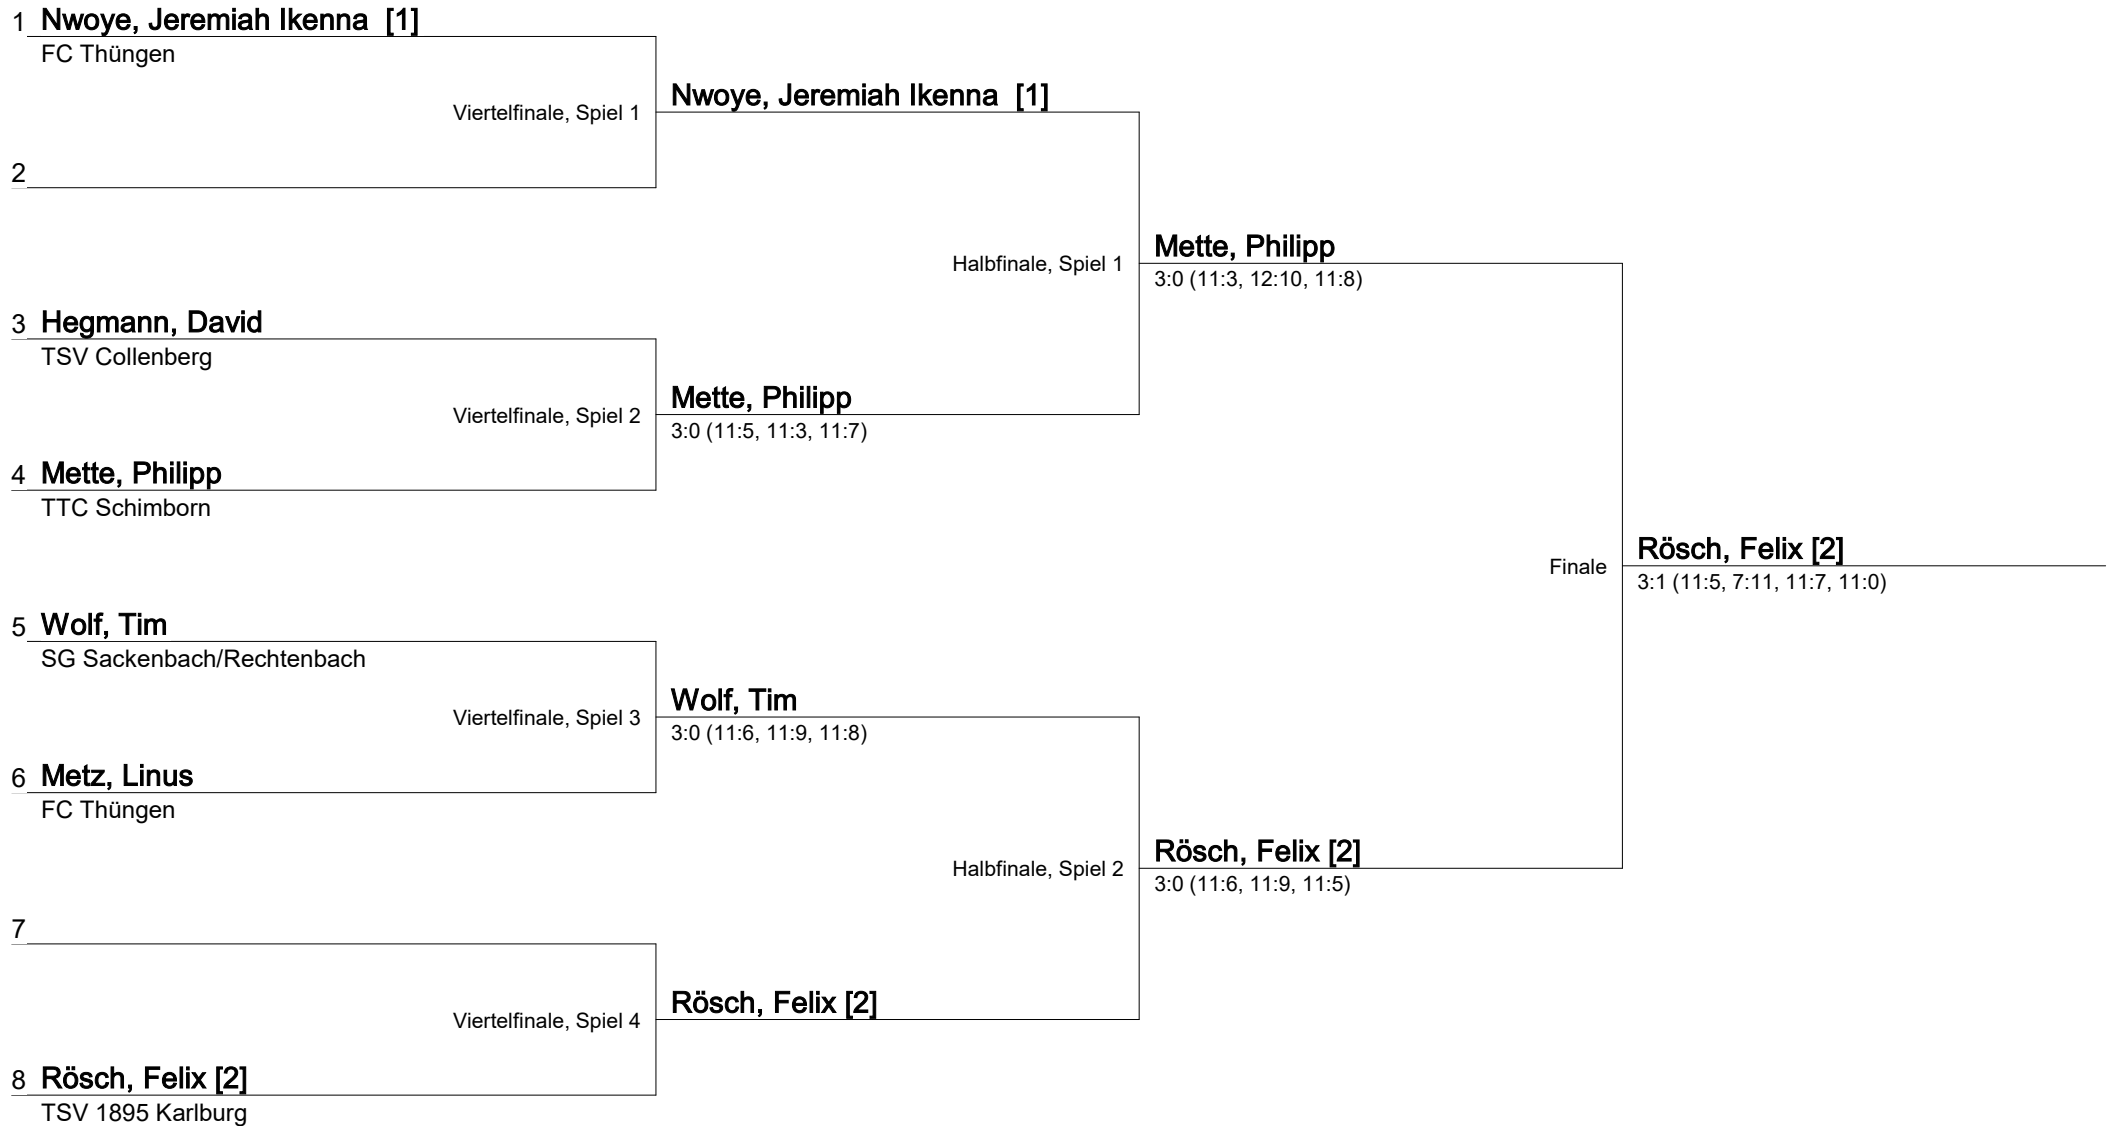 1 Nwoye, Jeremiah Ikenna [1]
FC Thüngen
Viertelfinale, Spiel 1
Nwoye, Jeremiah Ikenna [1]
2
Halbfinale, Spiel 1
Mette, Philipp
3:0 (11:3, 12:10, 11:8)
3 Hegmann, David
TSV Collenberg
Viertelfinale, Spiel 2
Mette, Philipp
3:0 (11:5, 11:3, 11:7)
4 Mette, Philipp
TTC Schimborn
Finale
Rösch, Felix [2]
3:1 (11:5, 7:11, 11:7, 11:0)
5 Wolf, Tim
SG Sackenbach/Rechtenbach
Viertelfinale, Spiel 3
Wolf, Tim
3:0 (11:6, 11:9, 11:8)
6 Metz, Linus
FC Thüngen
Halbfinale, Spiel 2
Rösch, Felix [2]
3:0 (11:6, 11:9, 11:5)
7
Viertelfinale, Spiel 4
Rösch, Felix [2]
8 Rösch, Felix [2]
TSV 1895 Karlburg